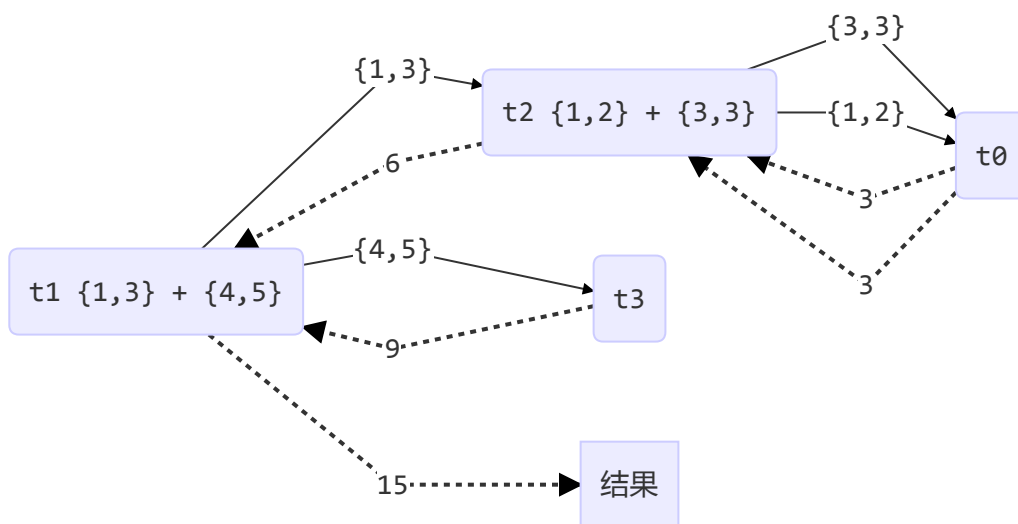 {3,3}
{1,3}
t2 {1,2} + {3,3}
{1,2}
t0
6
3
{4,5}
t1 {1,3} + {4,5}
3
t3
9
15
结果